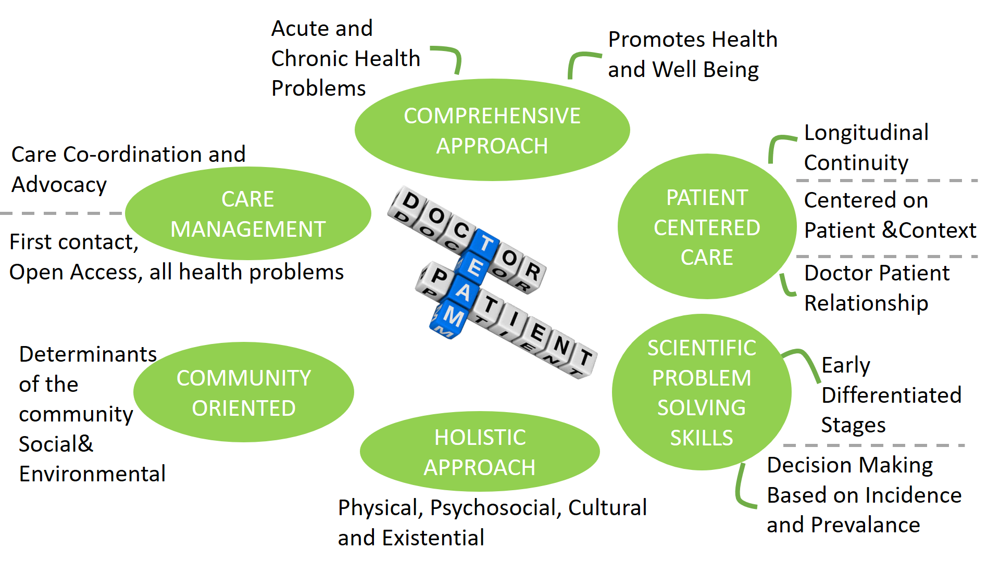 Acute and
Chronic Health
Problems
Promotes Health
and Well Being
COMPREHENSIVE
APPROACH
Care Co-ordination and
Advocacy
CARE
MANAGEMENT
First contact,
Open Access, all health problems
Longitudinal
Continuity
PATIENT
CENTERED
CARE
Centered on
Patient &Context
Doctor Patient
Relationship
DOCTOR
TEAM
PATIENT
SCIENTIFIC
PROBLEM
SOLVING
SKILLS
Early
Differentiated
Stages
Decision Making
Based on Incidence
and Prevalance
Determinants
of the
community
Social&
Environmental
COMMUNITY
ORIENTED
HOLISTIC
APPROACH
Physical, Psychosocial, Cultural
and Existential